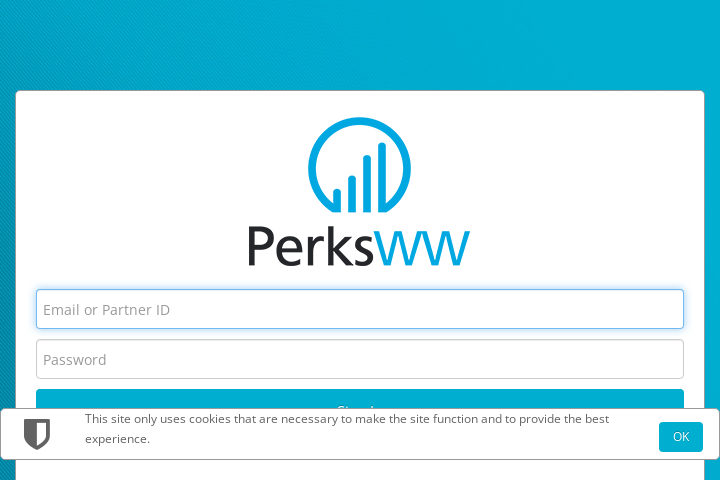 PerksWW
Email or Partner ID
Password
This site only uses cookies that are necessary to make the site function and to provide the best
experience.
OK